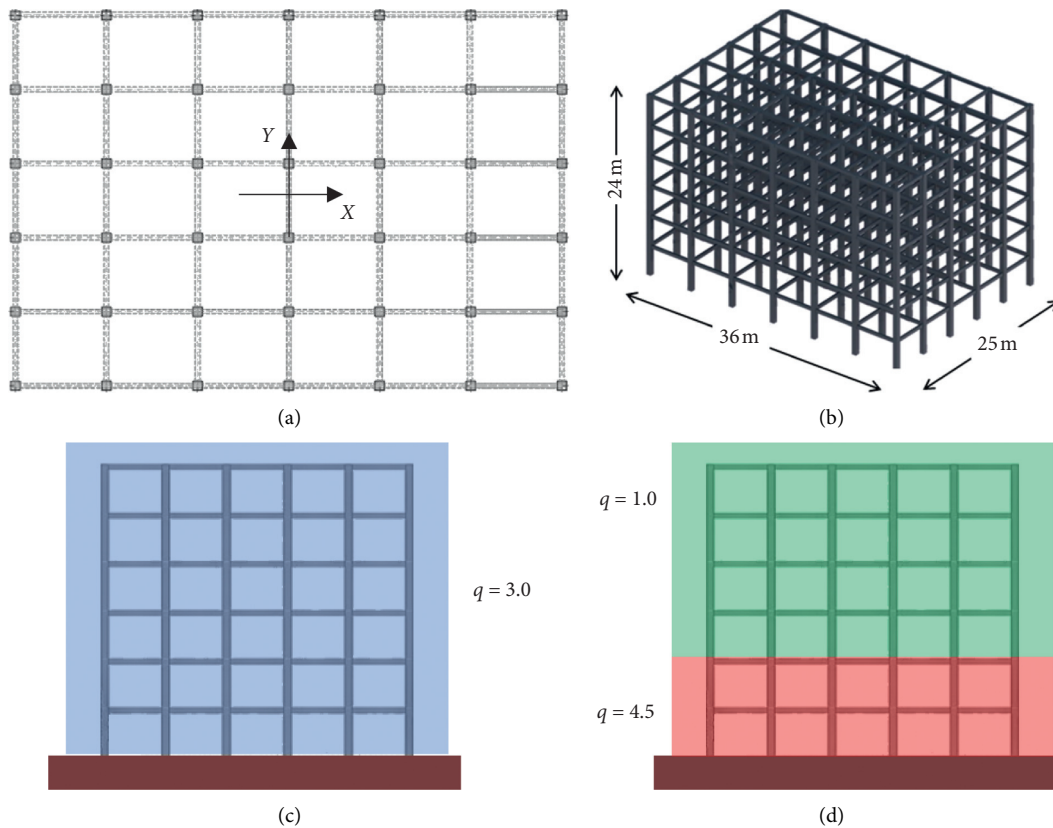 Y
X
(a)
24 m
36 m
25 m
(b)
q = 3.0
(c)
q = 1.0
q = 4.5
(d)